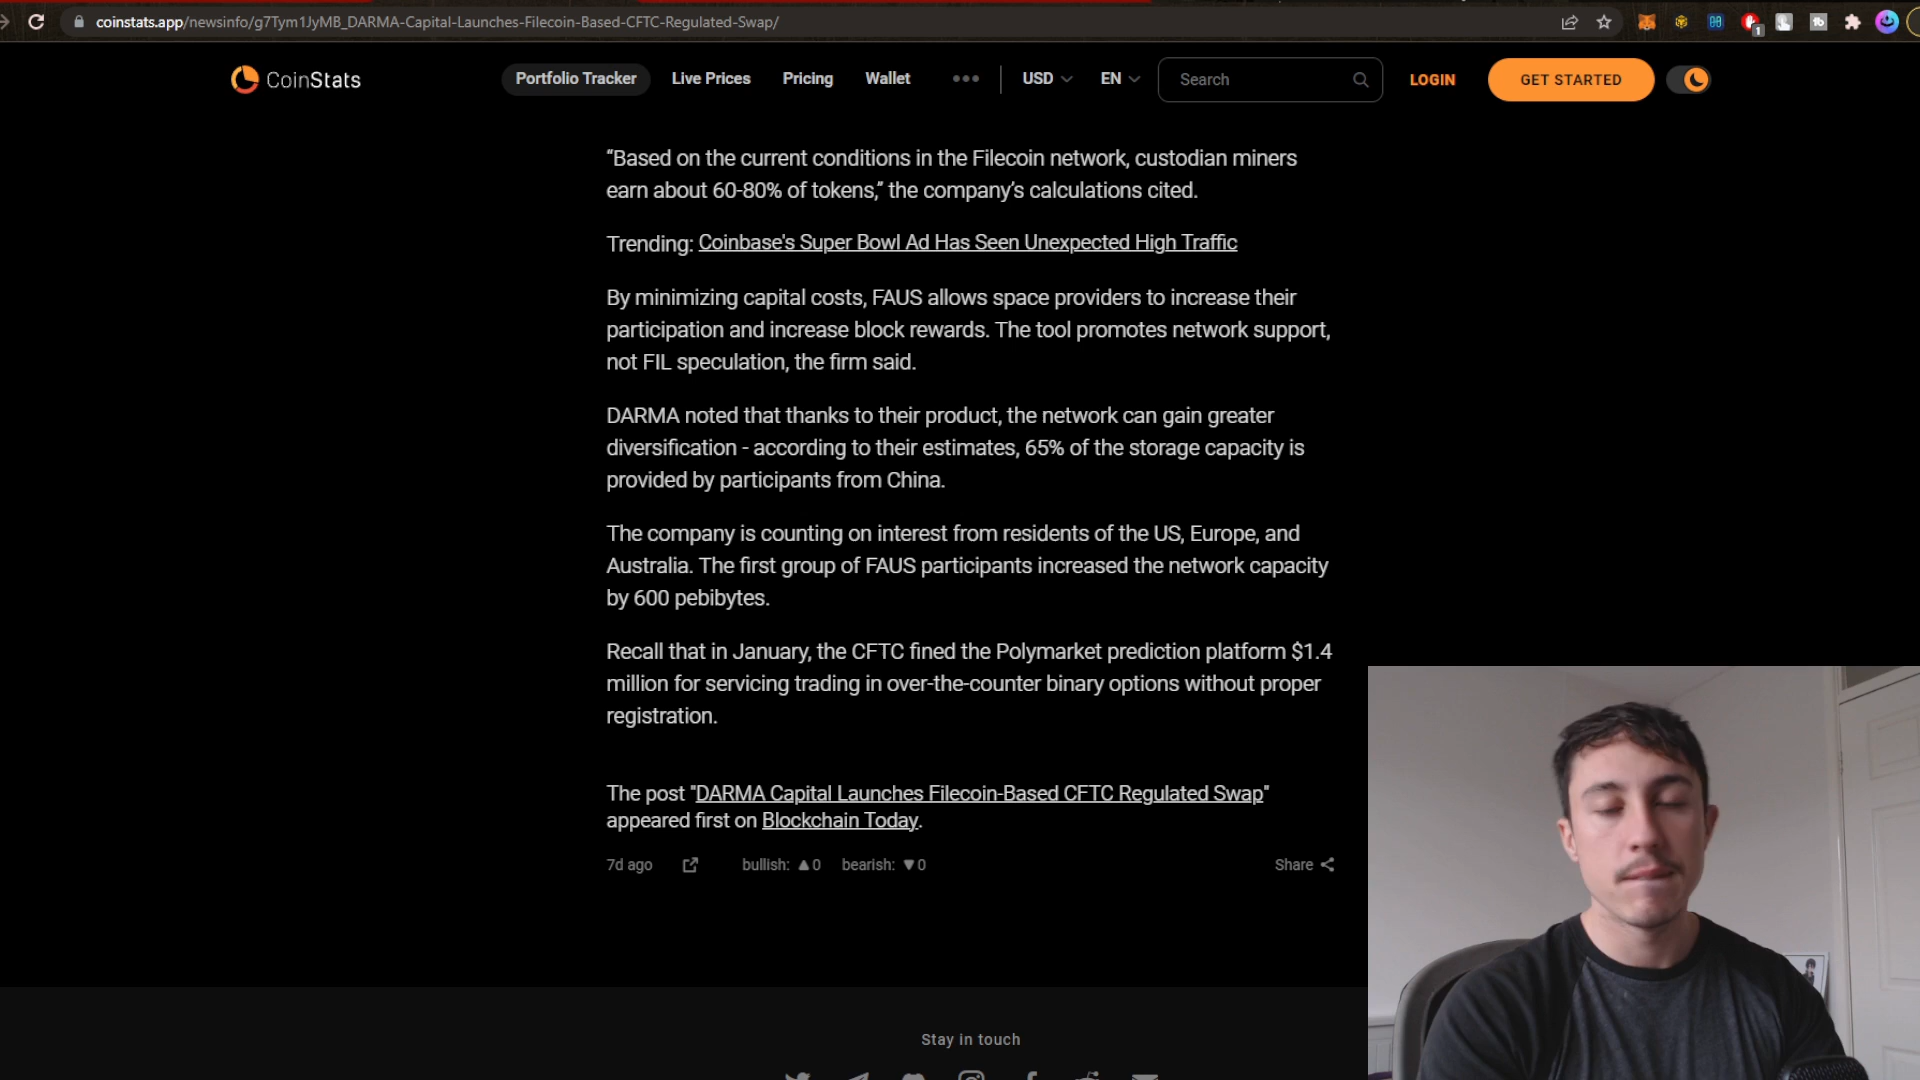 coinstats.app/newsinfo/g7Tym1JyMB_DARMA-Capital-Launches-Filecoin-Based-CFTC-Regulated-Swap/
1
CoinStats
Portfolio Tracker
Live Prices
Pricing
Wallet
USD
EN
Search
LOGIN
GET STARTED
“Based on the current conditions in the Filecoin network, custodian miners
earn about 60-80% of tokens,” the company’s calculations cited.
Trending: Coinbase's Super Bowl Ad Has Seen Unexpected High Traffic
By minimizing capital costs, FAUS allows space providers to increase their
participation and increase block rewards. The tool promotes network support,
not FIL speculation, the firm said.
DARMA noted that thanks to their product, the network can gain greater
diversification - according to their estimates, 65% of the storage capacity is
provided by participants from China.
The company is counting on interest from residents of the US, Europe, and
Australia. The first group of FAUS participants increased the network capacity
by 600 pebibytes.
Recall that in January, the CFTC fined the Polymarket prediction platform $1.4
million for servicing trading in over-the-counter binary options without proper
registration.
The post "DARMA Capital Launches Filecoin-Based CFTC Regulated Swap"
appeared first on Blockchain Today.
7d ago
bullish: ▲0
bearish: ▼0
Share
Stay in touch